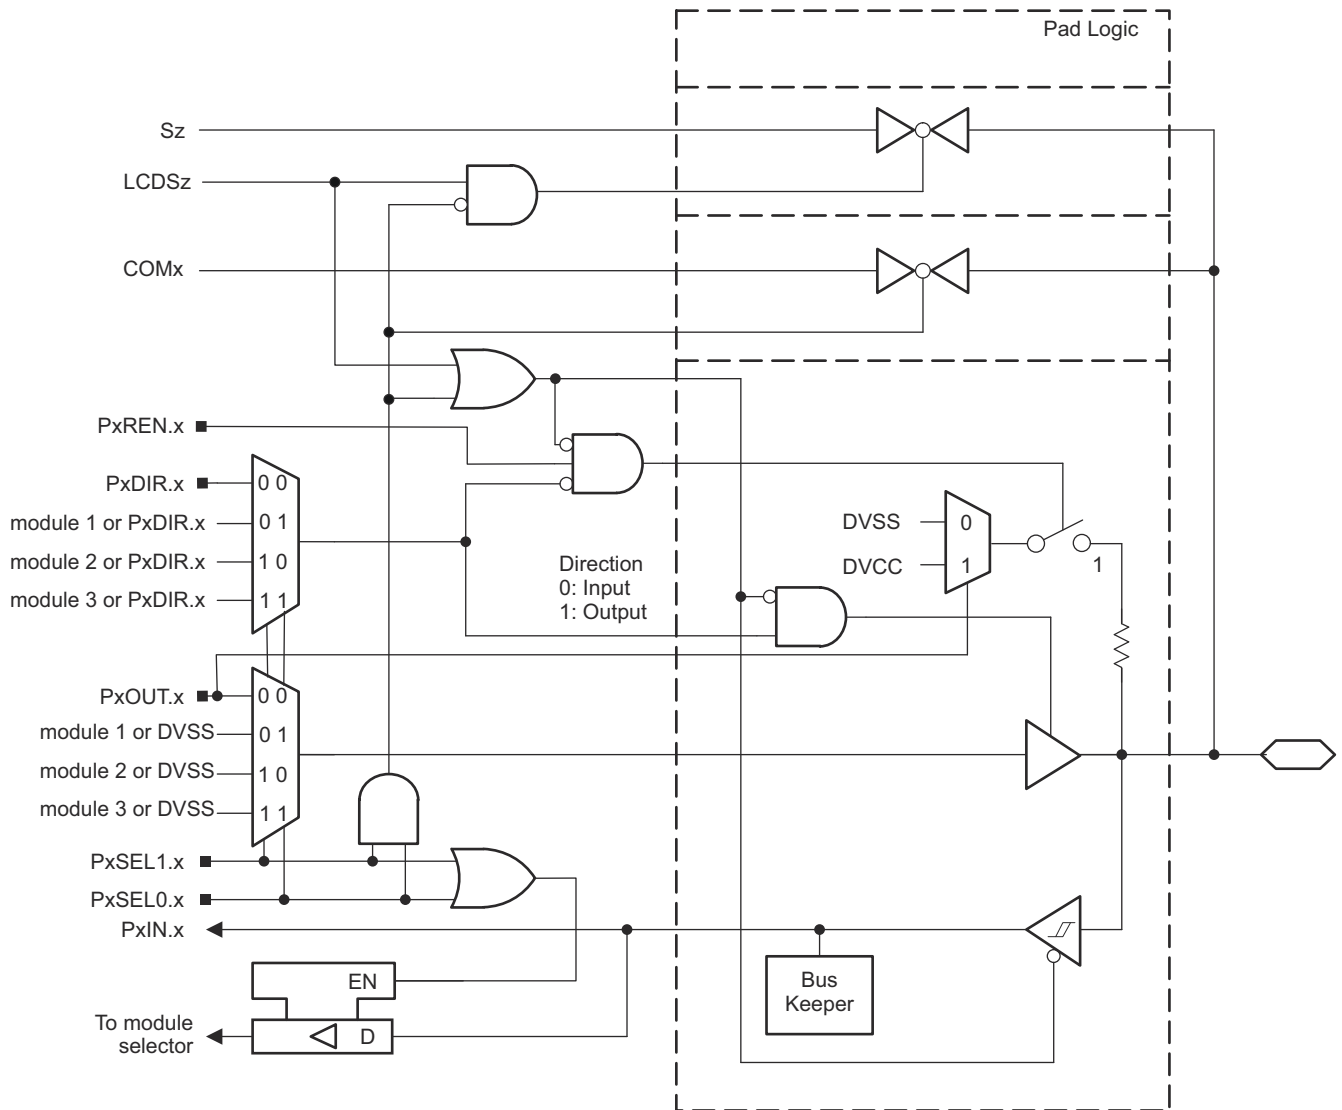 Pad Logic
Sz
LCDSz
COMx
PxREN.x
PxDIR.x
0 0
module 1 or PxDIR.x
0 1
module 2 or PxDIR.x
1 0
module 3 or PxDIR.x
1 1
Direction
0: Input
1: Output
DVSS
0
DVCC
1
1
PxOUT.x
0 0
module 1 or DVSS
0 1
module 2 or DVSS
1 0
module 3 or DVSS
1 1
PxSEL1.x
PxSEL0.x
PxIN.x
EN
Bus
Keeper
To module
selector
D